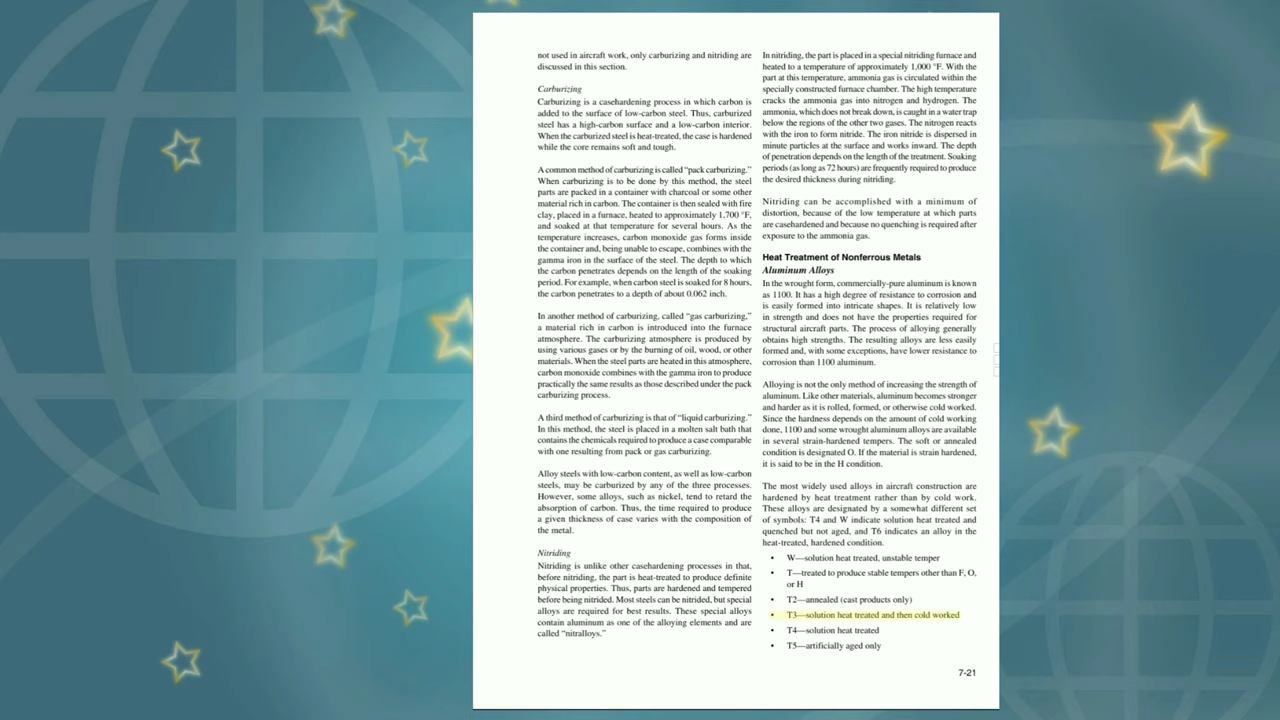 not used in aircraft work, only carburizing and nitriding are
discussed in this section.
Carburizing
Carburizing is a casehardening process in which carbon is
added to the surface of low-carbon steel. Thus, carburized
steel has a high-carbon surface and a low-carbon interior.
When the carburized steel is heat-treated, the case is hardened
while the core remains soft and tough.
A common method of carburizing is called “pack carburizing.”
When carburizing is to be done by this method, the steel
parts are packed in a container with charcoal or some other
material rich in carbon. The container is then sealed with fire
clay, placed in a furnace, heated to approximately 1,700 °F,
and soaked at that temperature for several hours. As the
temperature increases, carbon monoxide gas forms inside
the container and, being unable to escape, combines with the
gamma iron in the surface of the steel. The depth to which
the carbon penetrates depends on the length of the soaking
period. For example, when carbon steel is soaked for 8 hours,
the carbon penetrates to a depth of about 0.062 inch.
In another method of carburizing, called “gas carburizing,”
a material rich in carbon is introduced into the furnace
atmosphere. The carburizing atmosphere is produced by
using various gases or by the burning of oil, wood, or other
materials. When the steel parts are heated in this atmosphere,
carbon monoxide combines with the gamma iron to produce
practically the same results as those described under the pack
carburizing process.
A third method of carburizing is that of “liquid carburizing.”
In this method, the steel is placed in a molten salt bath that
contains the chemicals required to produce a case comparable
with one resulting from pack or gas carburizing.
Alloy steels with low-carbon content, as well as low-carbon
steels, may be carburized by any of the three processes.
However, some alloys, such as nickel, tend to retard the
absorption of carbon. Thus, the time required to produce
a given thickness of case varies with the composition of
the metal.
Nitriding
Nitriding is unlike other casehardening processes in that,
before nitriding, the part is heat-treated to produce definite
physical properties. Thus, parts are hardened and tempered
before being nitrided. Most steels can be nitrided, but special
alloys are required for best results. These special alloys
contain aluminum as one of the alloying elements and are
called “nitralloys.”
In nitriding, the part is placed in a special nitriding furnace and
heated to a temperature of approximately 1,000 °F. With the
part at this temperature, ammonia gas is circulated within the
specially constructed furnace chamber. The high temperature
cracks the ammonia gas into nitrogen and hydrogen. The
ammonia, which does not break down, is caught in a water trap
below the regions of the other two gases. The nitrogen reacts
with the iron to form nitride. The iron nitride is dispersed in
minute particles at the surface and works inward. The depth
of penetration depends on the length of the treatment. Soaking
periods (as long as 72 hours) are frequently required to produce
the desired thickness during nitriding.
Nitriding can be accomplished with a minimum of
distortion, because of the low temperature at which parts
are casehardened and because no quenching is required after
exposure to the ammonia gas.
Heat Treatment of Nonferrous Metals
Aluminum Alloys
In the wrought form, commercially-pure aluminum is known
as 1100. It has a high degree of resistance to corrosion and
is easily formed into intricate shapes. It is relatively low
in strength and does not have the properties required for
structural aircraft parts. The process of alloying generally
obtains high strengths. The resulting alloys are less easily
formed and, with some exceptions, have lower resistance to
corrosion than 1100 aluminum.
Alloying is not the only method of increasing the strength of
aluminum. Like other materials, aluminum becomes stronger
and harder as it is rolled, formed, or otherwise cold worked.
Since the hardness depends on the amount of cold working
done, 1100 and some wrought aluminum alloys are available
in several strain-hardened tempers. The soft or annealed
condition is designated O. If the material is strain hardened,
it is said to be in the H condition.
The most widely used alloys in aircraft construction are
hardened by heat treatment rather than by cold work.
These alloys are designated by a somewhat different set
of symbols: T4 and W indicate solution heat treated and
quenched but not aged, and T6 indicates an alloy in the
heat-treated, hardened condition.
• W—solution heat treated, unstable temper
• T—treated to produce stable tempers other than F, O,
or H
• T2—annealed (cast products only)
• T3—solution heat treated and then cold worked
• T4—solution heat treated
• T5—artificially aged only
7-21